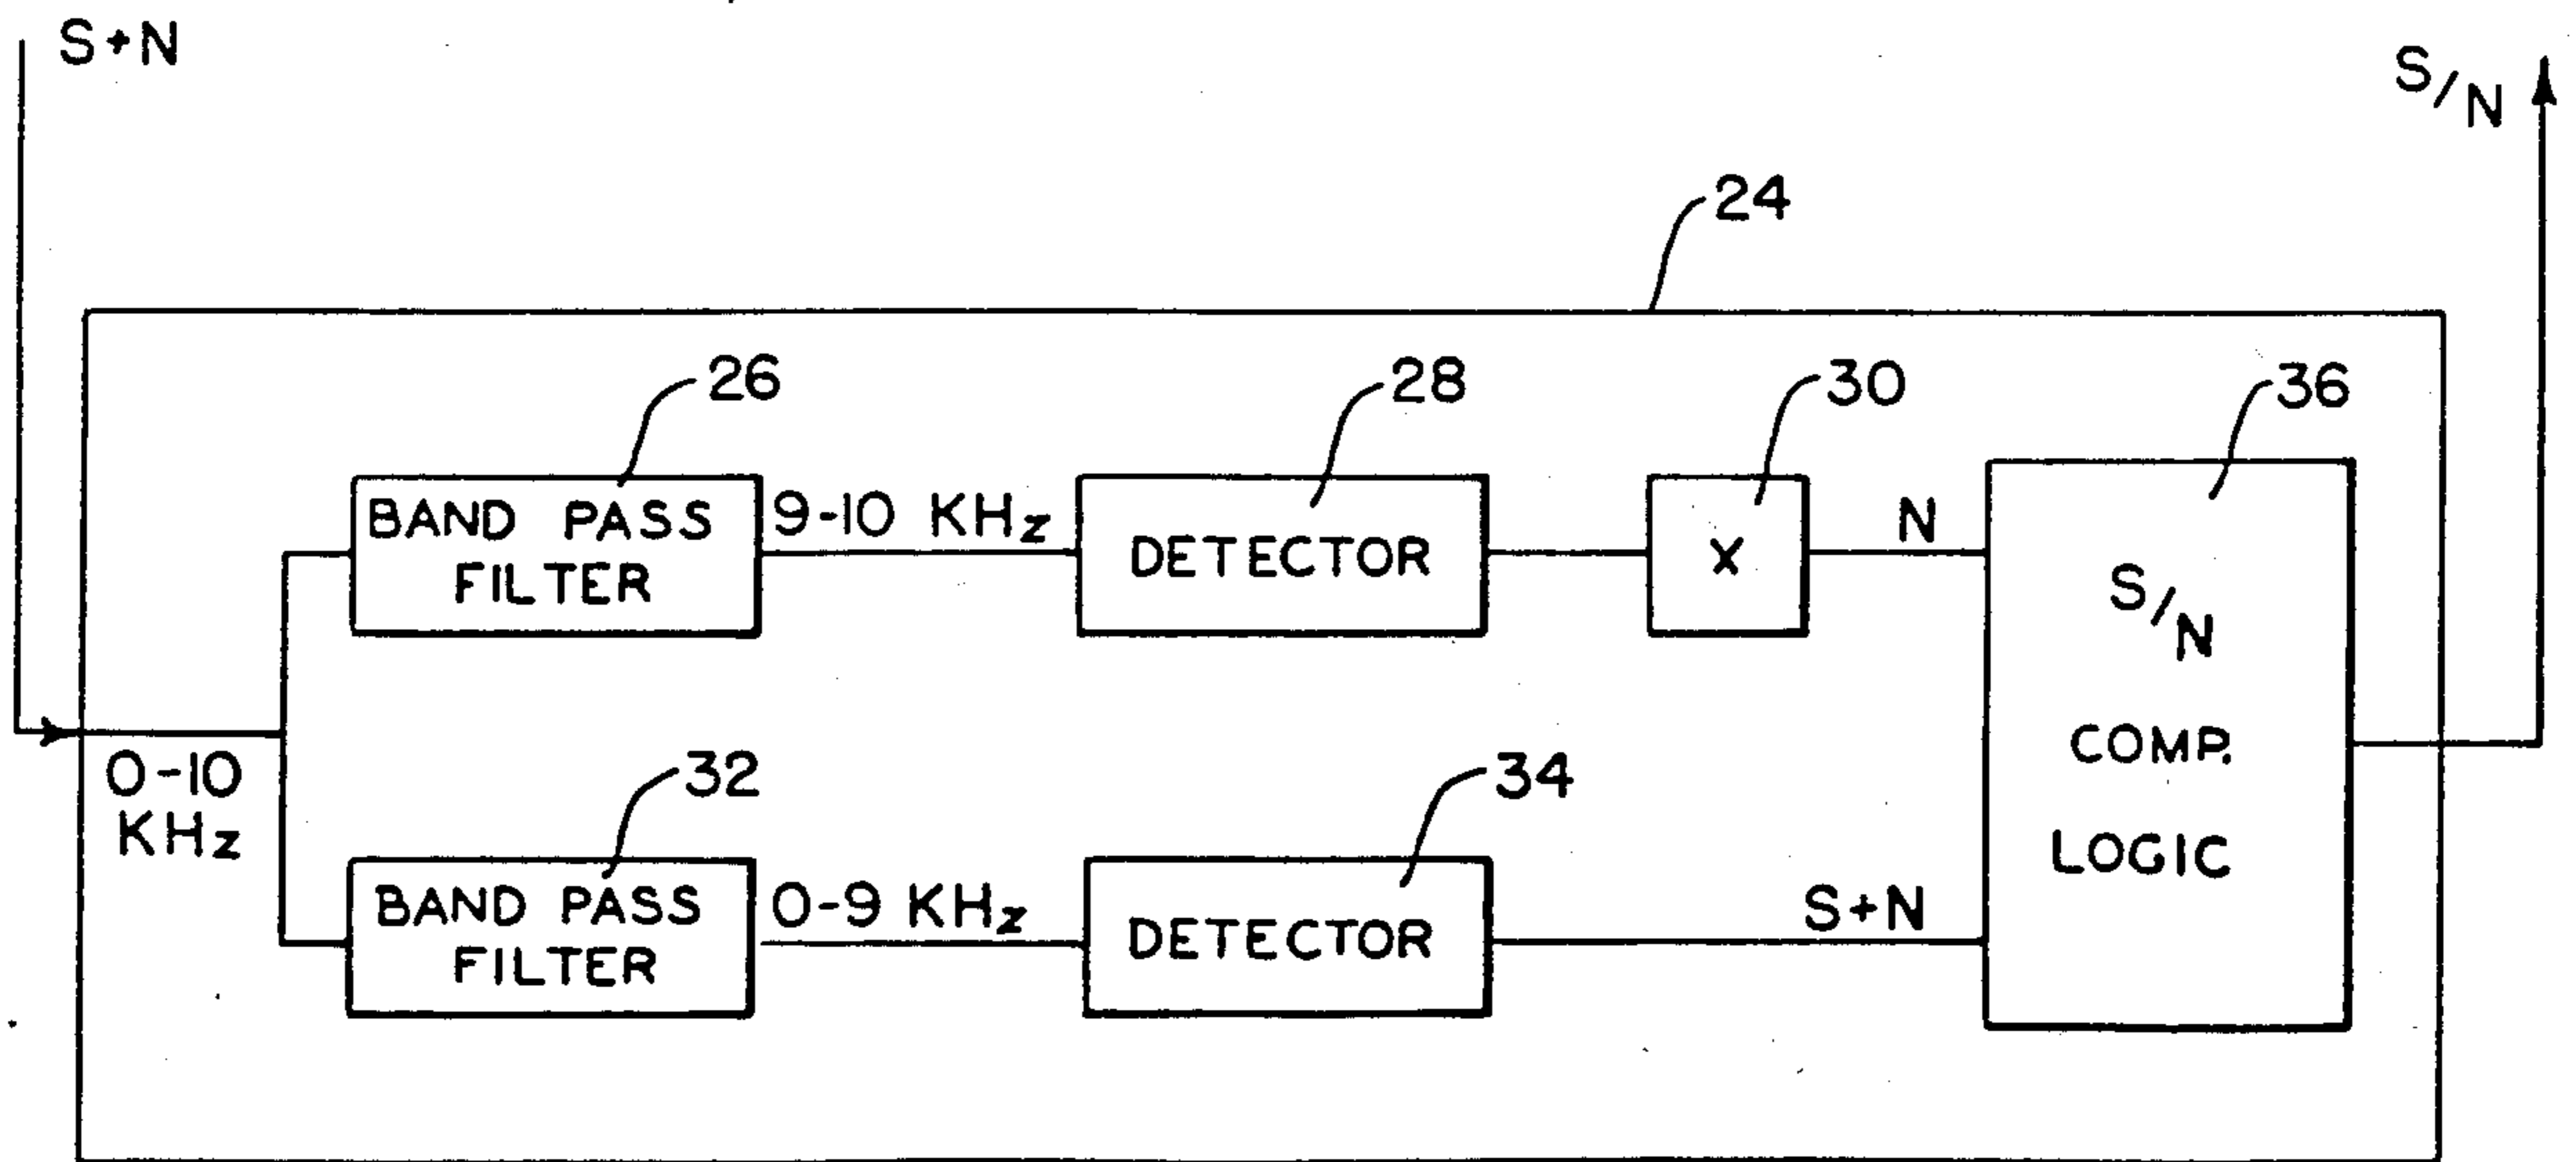 S+N
S/N
24
26
28
30
36
BAND PASS
FILTER
9-10 KHz
DETECTOR
X
N
S/N
COMP.
LOGIC
0-10
KHz
32
34
BAND PASS
FILTER
0-9 KHz
DETECTOR
S+N